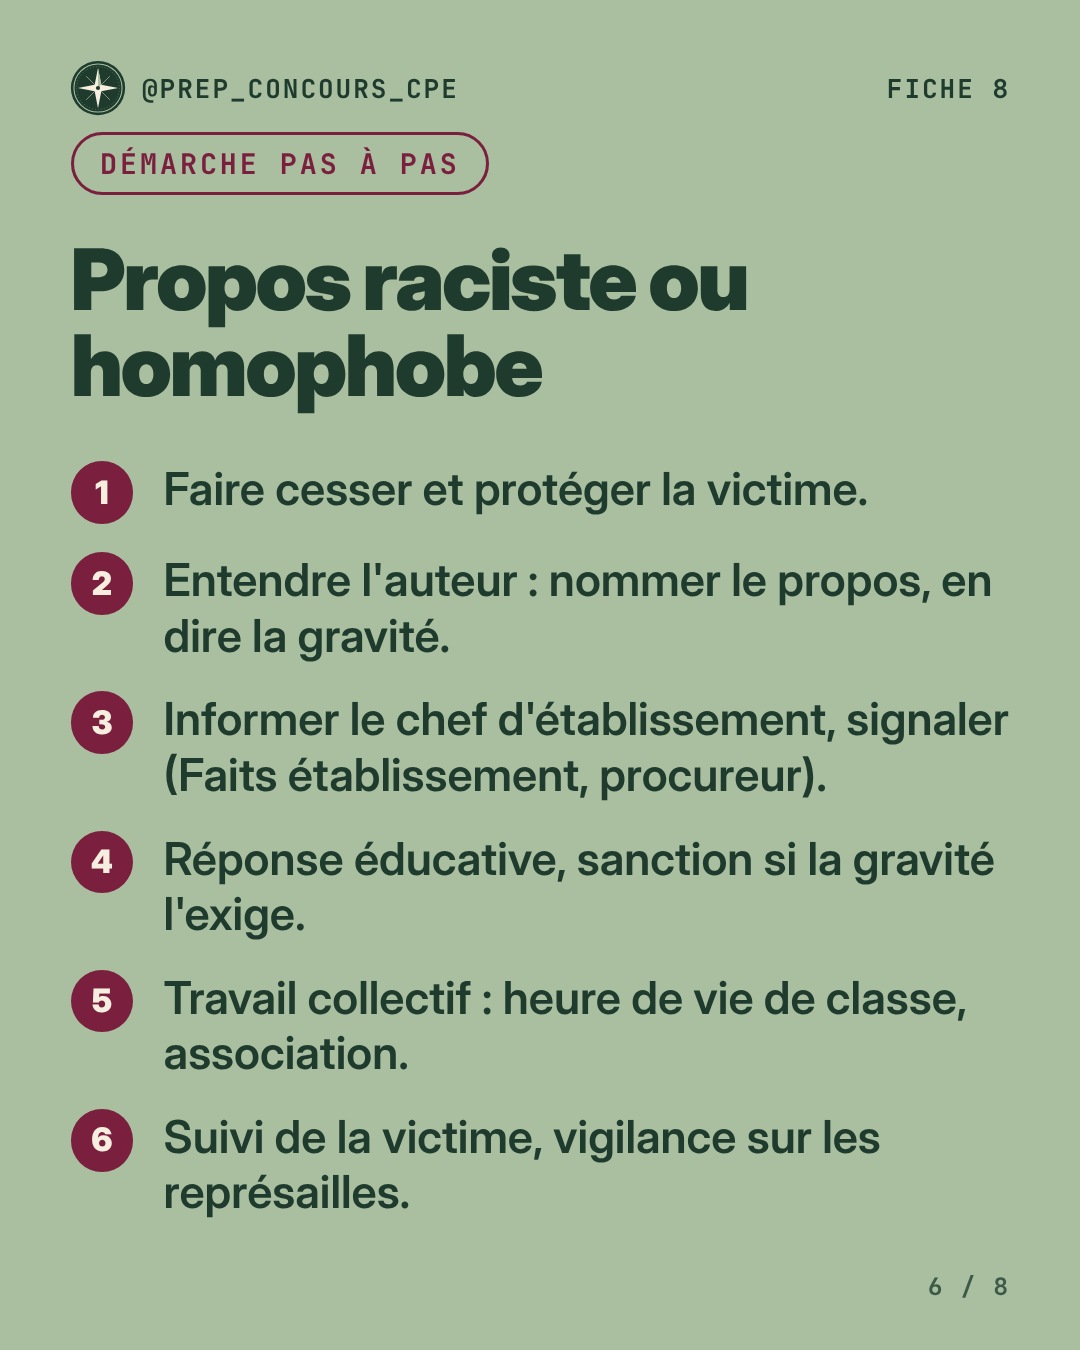 @PREP_CONCOURS_CPE
FICHE 8
DÉMARCHE PAS À PAS
Propos raciste ou
homophobe
1 Faire cesser et protéger la victime.
2 Entendre l'auteur : nommer le propos, en
dire la gravité.
3 Informer le chef d'établissement, signaler
(Faits établissement, procureur).
4 Réponse éducative, sanction si la gravité
l'exige.
5 Travail collectif : heure de vie de classe,
association.
6 Suivi de la victime, vigilance sur les
représailles.
6 / 8